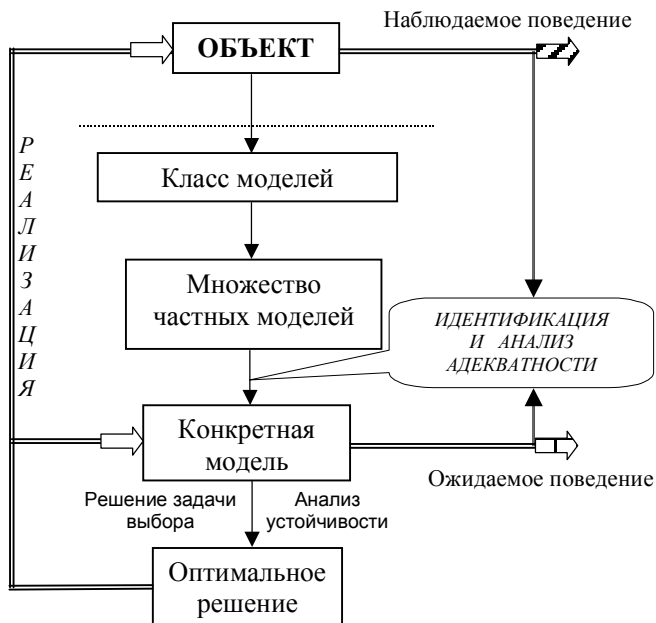 Наблюдаемое поведение
ОБЪЕКТ
РЕАЛИЗАЦИЯ
Класс моделей
Множество
частных моделей
ИДЕНТИФИКАЦИЯ
И АНАЛИЗ
АДЕКВАТНОСТИ
Конкретная
модель
Ожидаемое поведение
Решение задачи
выбора
Анализ
устойчивости
Оптимальное
решение